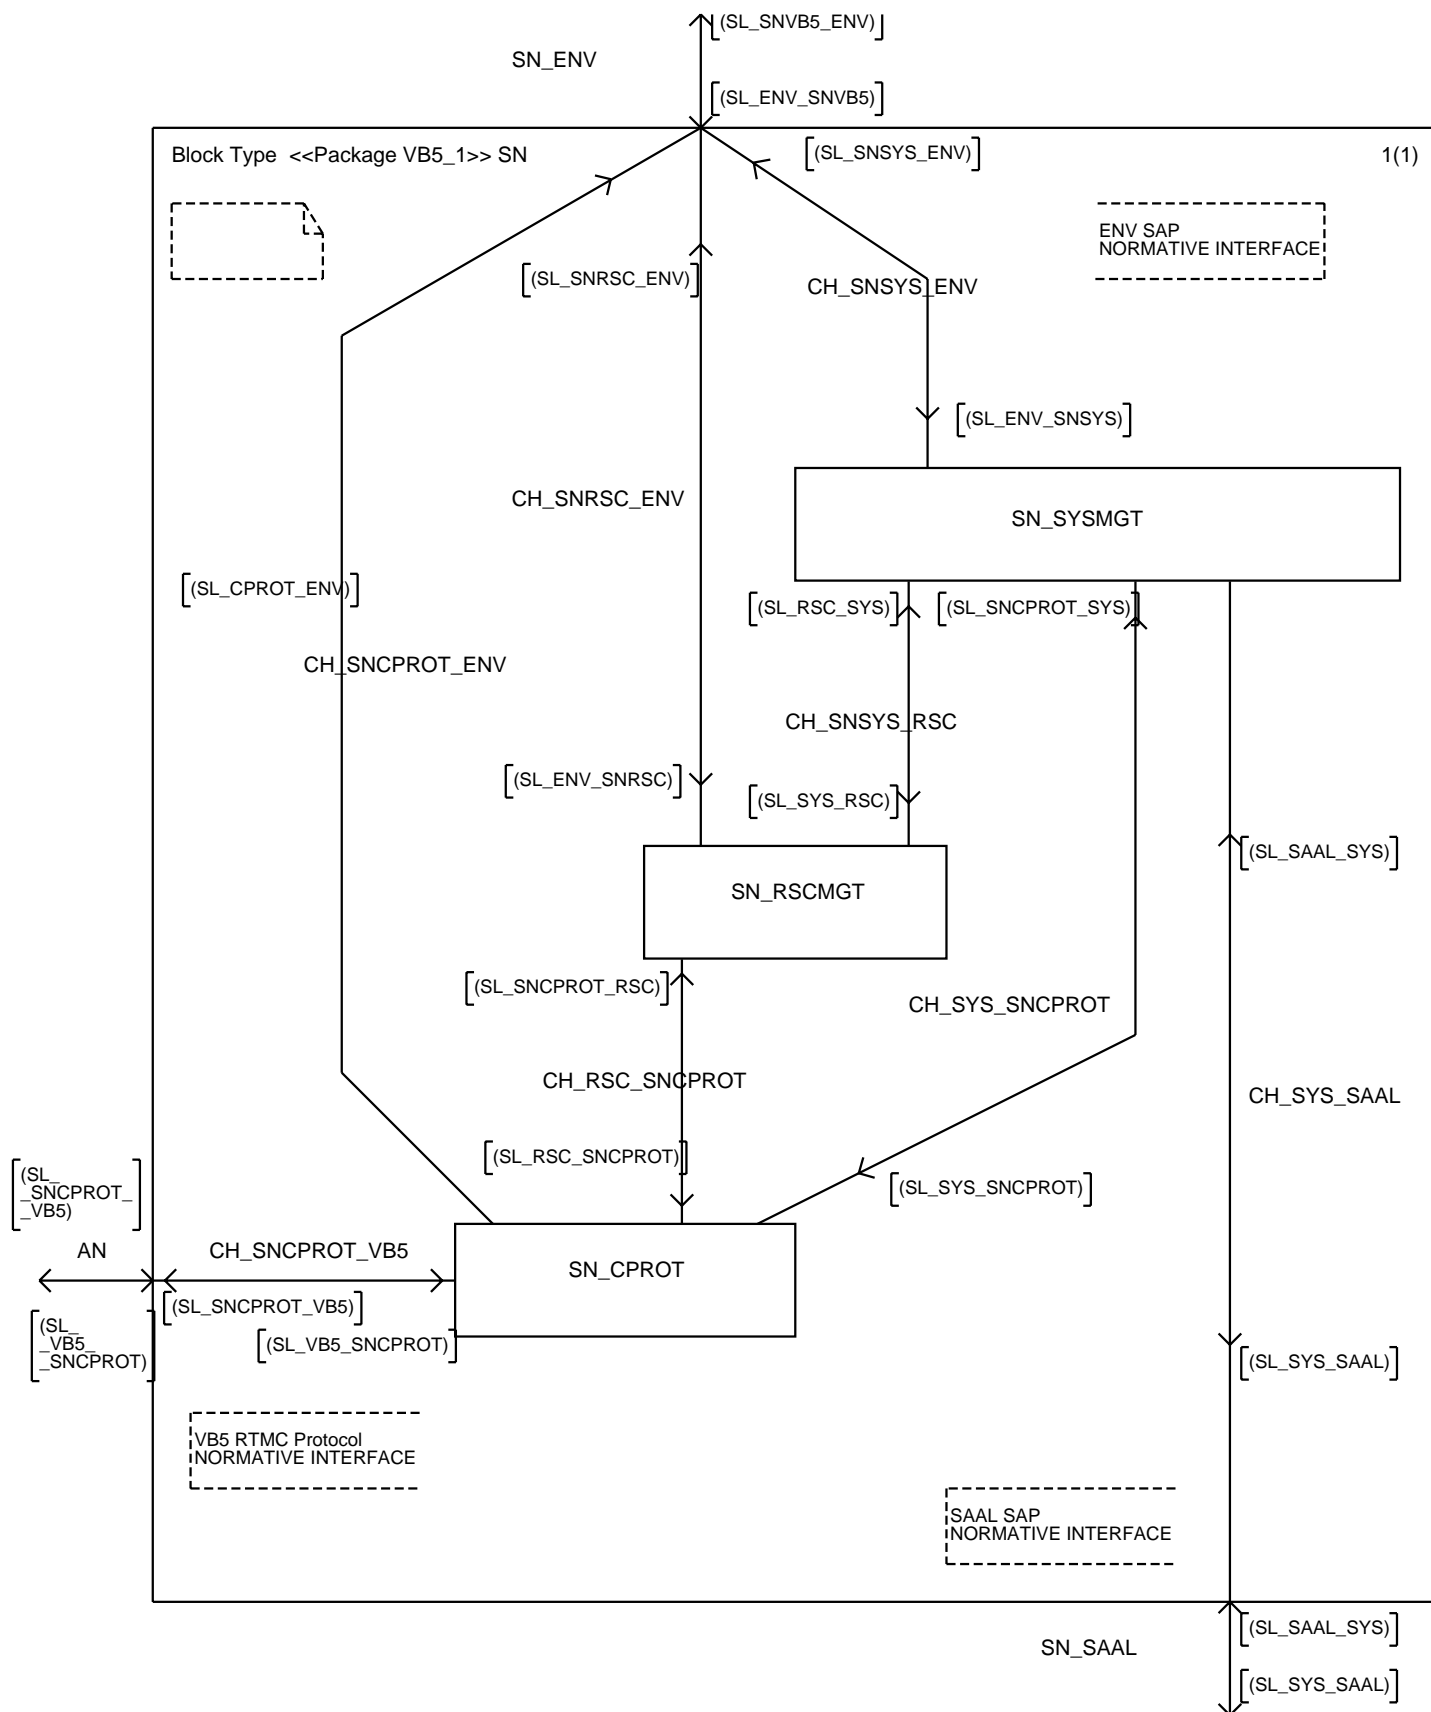 (SL_SNVB5_ENV)
SN_ENV
(SL_ENV_SNVB5)
Block Type <<Package VB5_1>> SN
(SL_SNSYS_ENV)
1(1)
ENV SAP
NORMATIVE INTERFACE
(SL_SNRSC_ENV)
CH_SNSYS_ENV
(SL_ENV_SNSYS)
CH_SNRSC_ENV
SN_SYSMGT
(SL_CPROT_ENV)
(SL_RSC_SYS)
(SL_SNCPROT_SYS)
CH_SNCPROT_ENV
CH_SNSYS_RSC
(SL_ENV_SNRSC)
(SL_SYS_RSC)
(SL_SAAL_SYS)
SN_RSCMGT
(SL_SNCPROT_RSC)
CH_SYS_SNCPROT
CH_RSC_SNCPROT
CH_SYS_SAAL
(SL_RSC_SNCPROT)
(SL_SYS_SNCPROT)
(SL_
_SNCPROT_
_VB5)
AN
CH_SNCPROT_VB5
SN_CPROT
(SL_SNCPROT_VB5)
(SL_
_VB5_
_SNCPROT)
(SL_VB5_SNCPROT)
(SL_SYS_SAAL)
VB5 RTMC Protocol
NORMATIVE INTERFACE
SAAL SAP
NORMATIVE INTERFACE
(SL_SAAL_SYS)
SN_SAAL
(SL_SYS_SAAL)